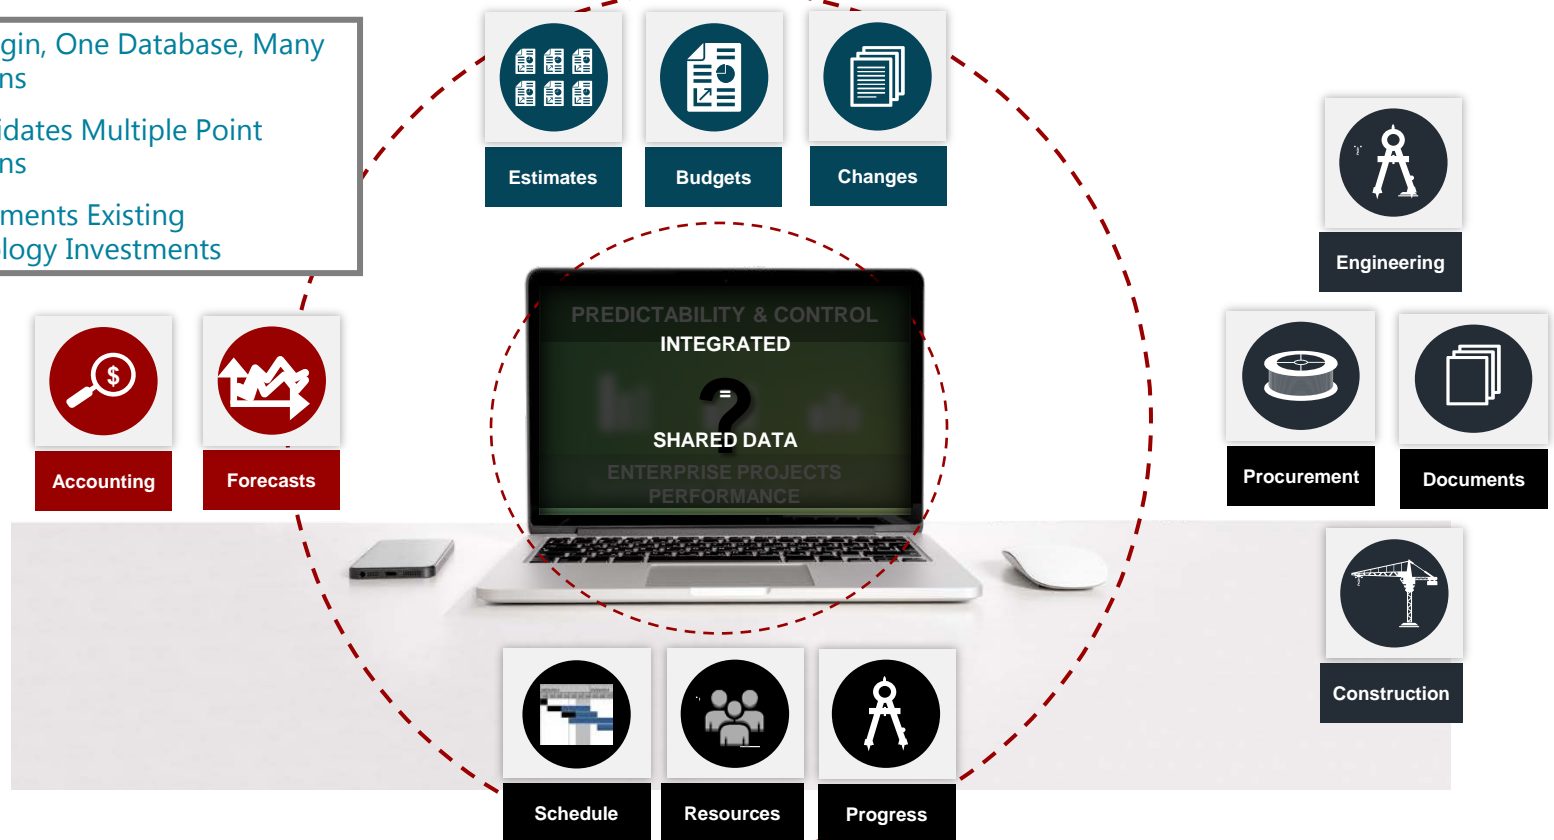 gin, One Database, Many
ns
idates Multiple Point
ns
ments Existing
ology Investments
Estimates
Budgets
Changes
Engineering
PREDICTABILITY & CONTROL
INTEGRATED
=
?
SHARED DATA
ENTERPRISE PROJECTS
PERFORMANCE
$
Accounting
Forecasts
Procurement
Documents
Construction
Schedule
Resources
Progress